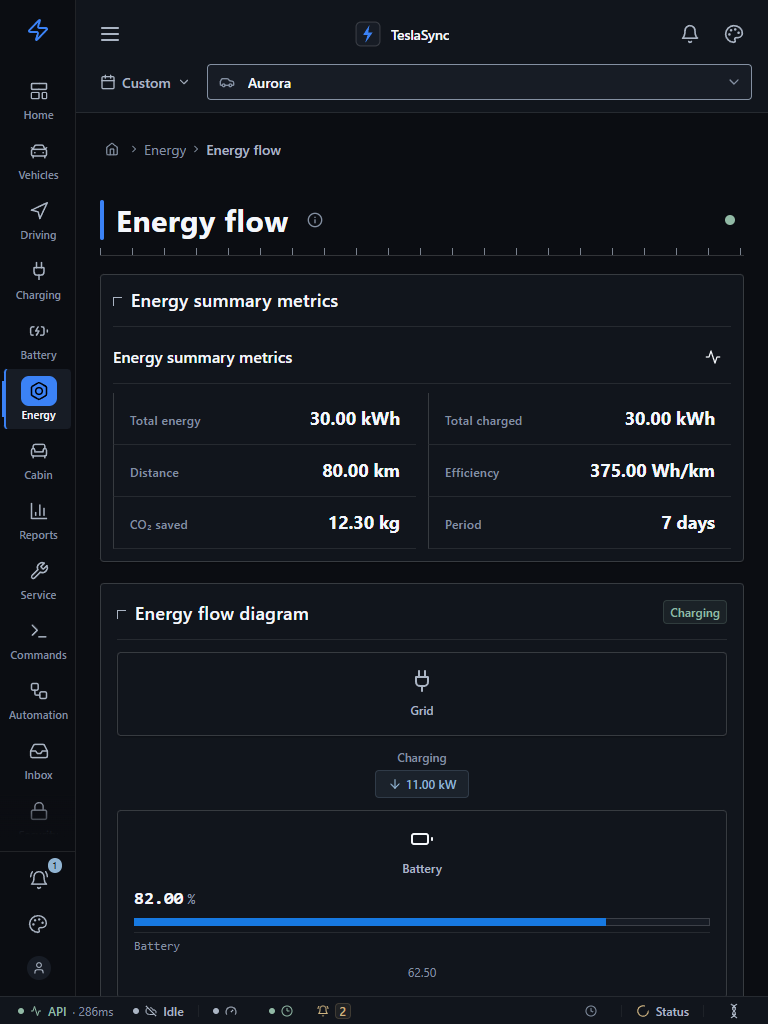 TeslaSync
Custom
Aurora
Home
Vehicles
Driving
Charging
Battery
Energy
Cabin
Reports
Service
Commands
Automation
Inbox
1
Energy
Energy flow
Energy flow
Energy summary metrics
Energy summary metrics
Total energy 30.00 kWh
Total charged 30.00 kWh
Distance 80.00 km
Efficiency 375.00 Wh/km
CO₂ saved 12.30 kg
Period 7 days
Energy flow diagram
Charging
Grid
Charging
↓ 11.00 kW
Battery
82.00 %
Battery
62.50
API · 286ms
Idle
2
Status